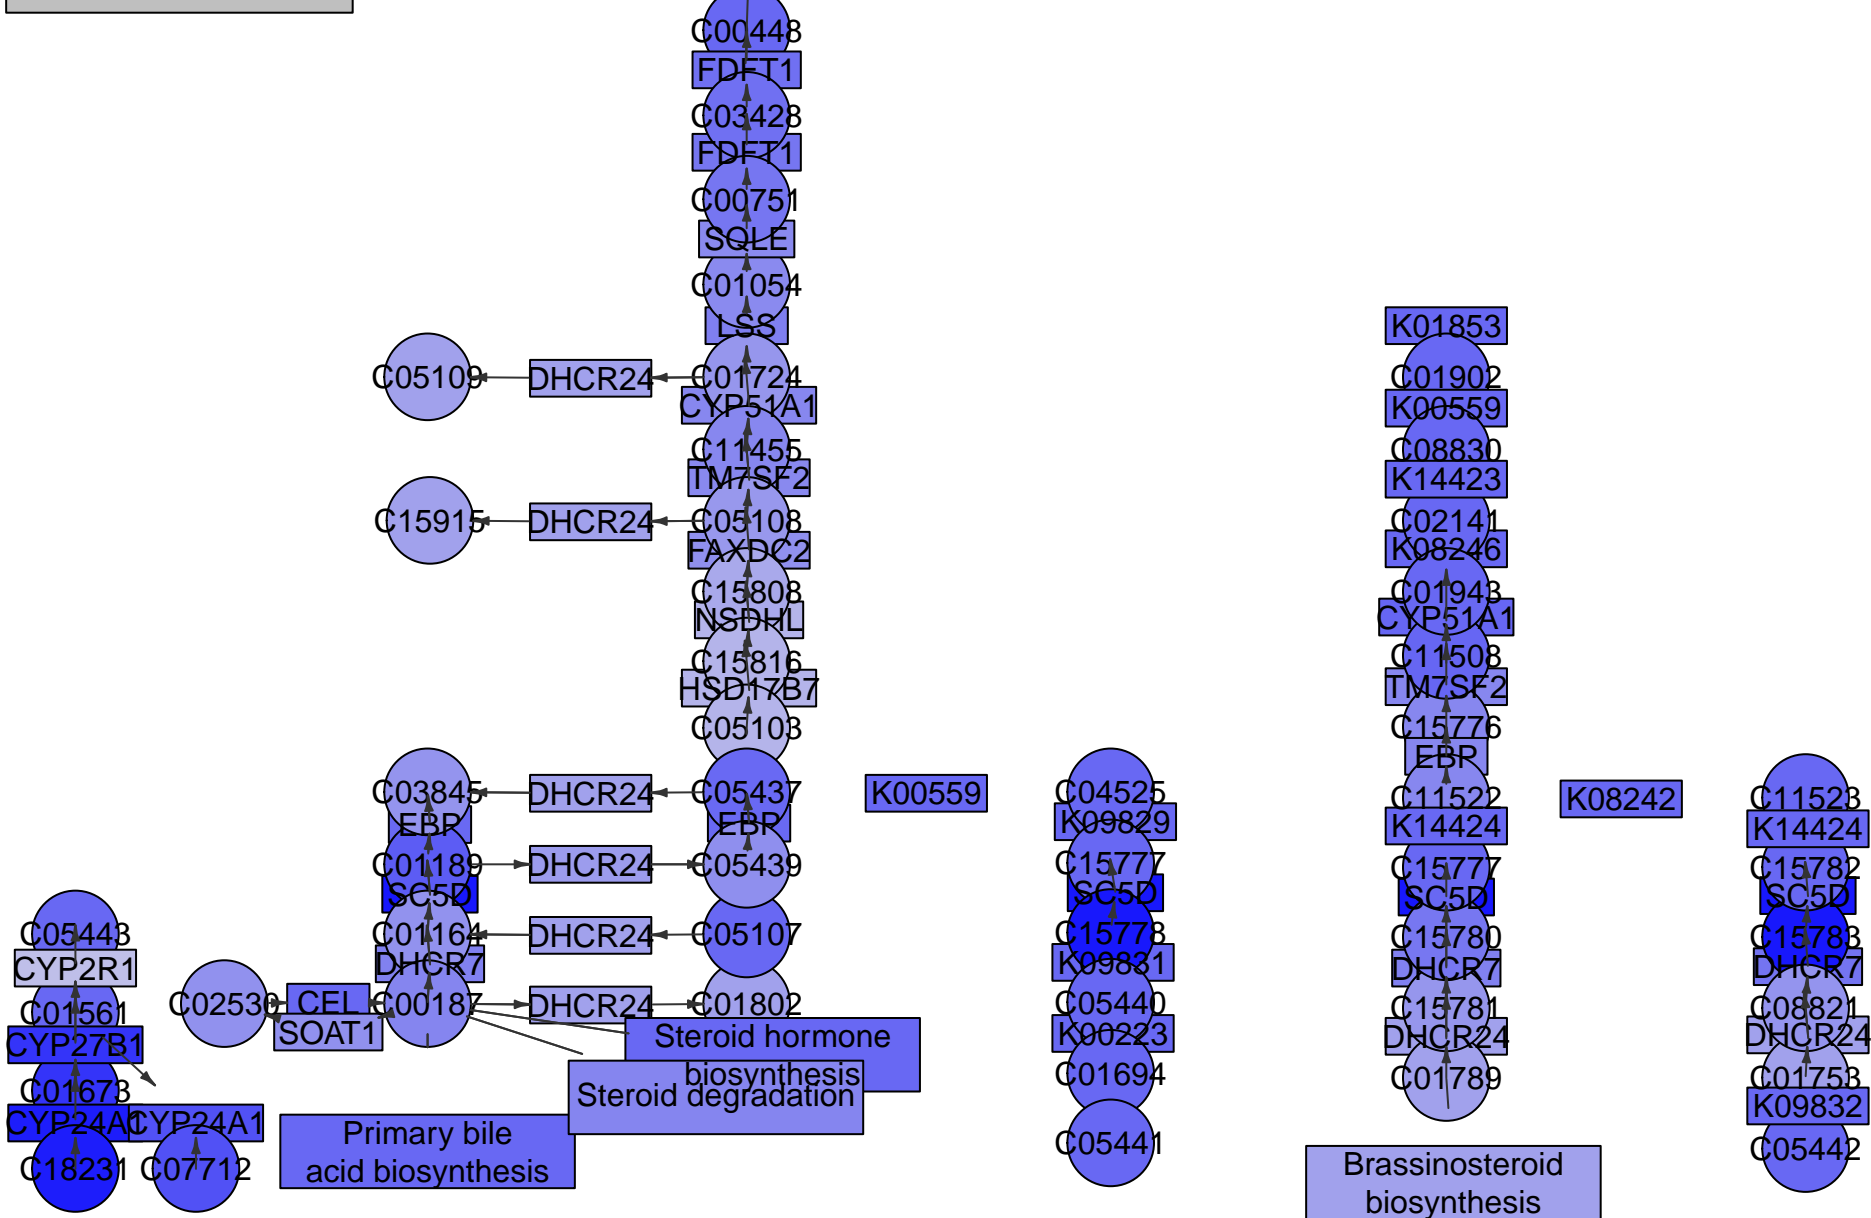 C00448
FDFT1
C03428
FDFT1
C00751
SQLE
C01054
LSS
K01853
C05109
DHCR24
C01724
C01902
CYP51A1
K00559
C11455
C08830
TM7SF2
K14423
C15915
DHCR24
C05108
C02141
FAXDC2
K08246
C15808
C01943
NSDHL
CYP51A1
C15816
C11508
HSD17B7
TM7SF2
C05103
C15776
EBP
C03845
DHCR24
C05437
K00559
C04525
C11522
K08242
C11523
EBP
EBP
K09829
K14424
K14424
C01189
DHCR24
C05439
C15777
C15777
C15782
SC5D
SC5D
SC5D
SC5D
C05443
C01164
DHCR24
C05107
C15778
C15780
C15783
CYP2R1
DHCR7
K09831
DHCR7
DHCR7
C01561
C02530
CEL
C00187
DHCR24
C01802
C05440
C15781
C08821
SOAT1
CYP27B1
Steroid hormone
biosynthesis
K00223
DHCR24
DHCR24
C01673
Steroid degradation
C01694
C01789
C01753
CYP24A1
CYP24A1
K09832
Primary bile
acid biosynthesis
C18231
C07712
C05441
C05442
Brassinosteroid
biosynthesis